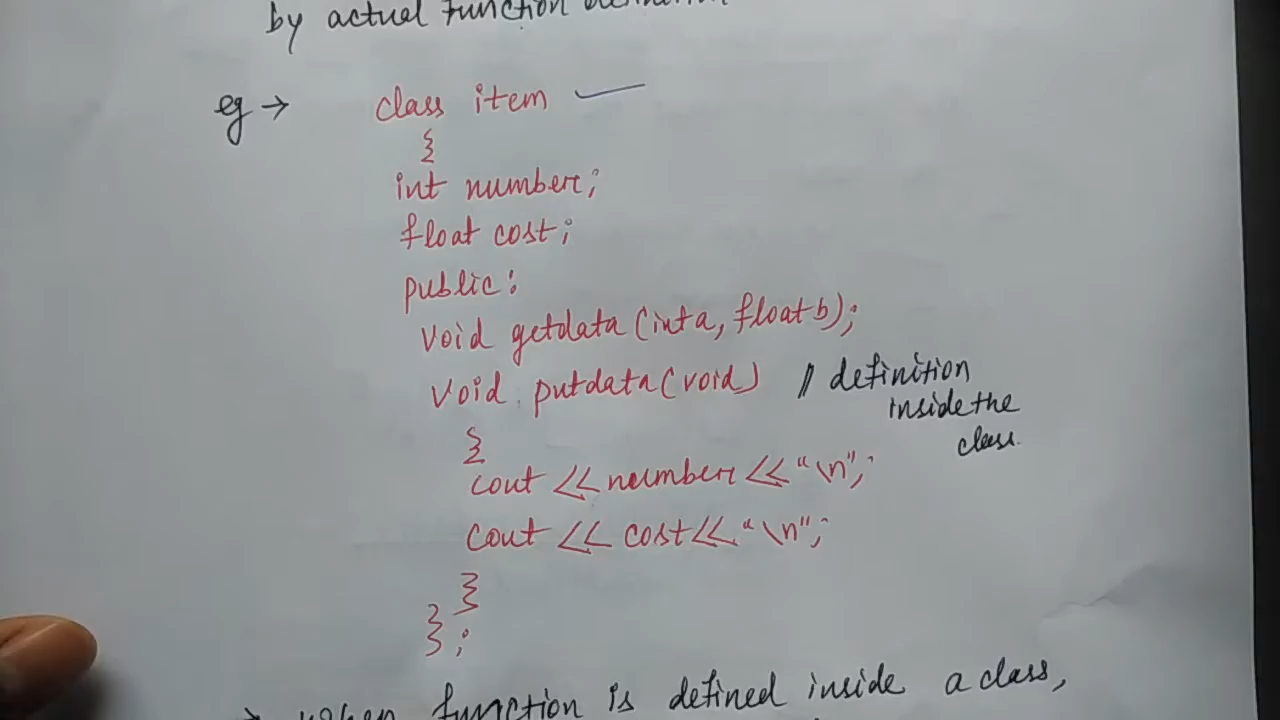 by actual function
eg → class item
{
int number;
float cost;
public:
void getdata (int a, float b);
void putdata (void) // definition
inside the
class.
{
cout << number << "\n";
cout << cost << "\n";
}
};
→ when function is defined inside a class,